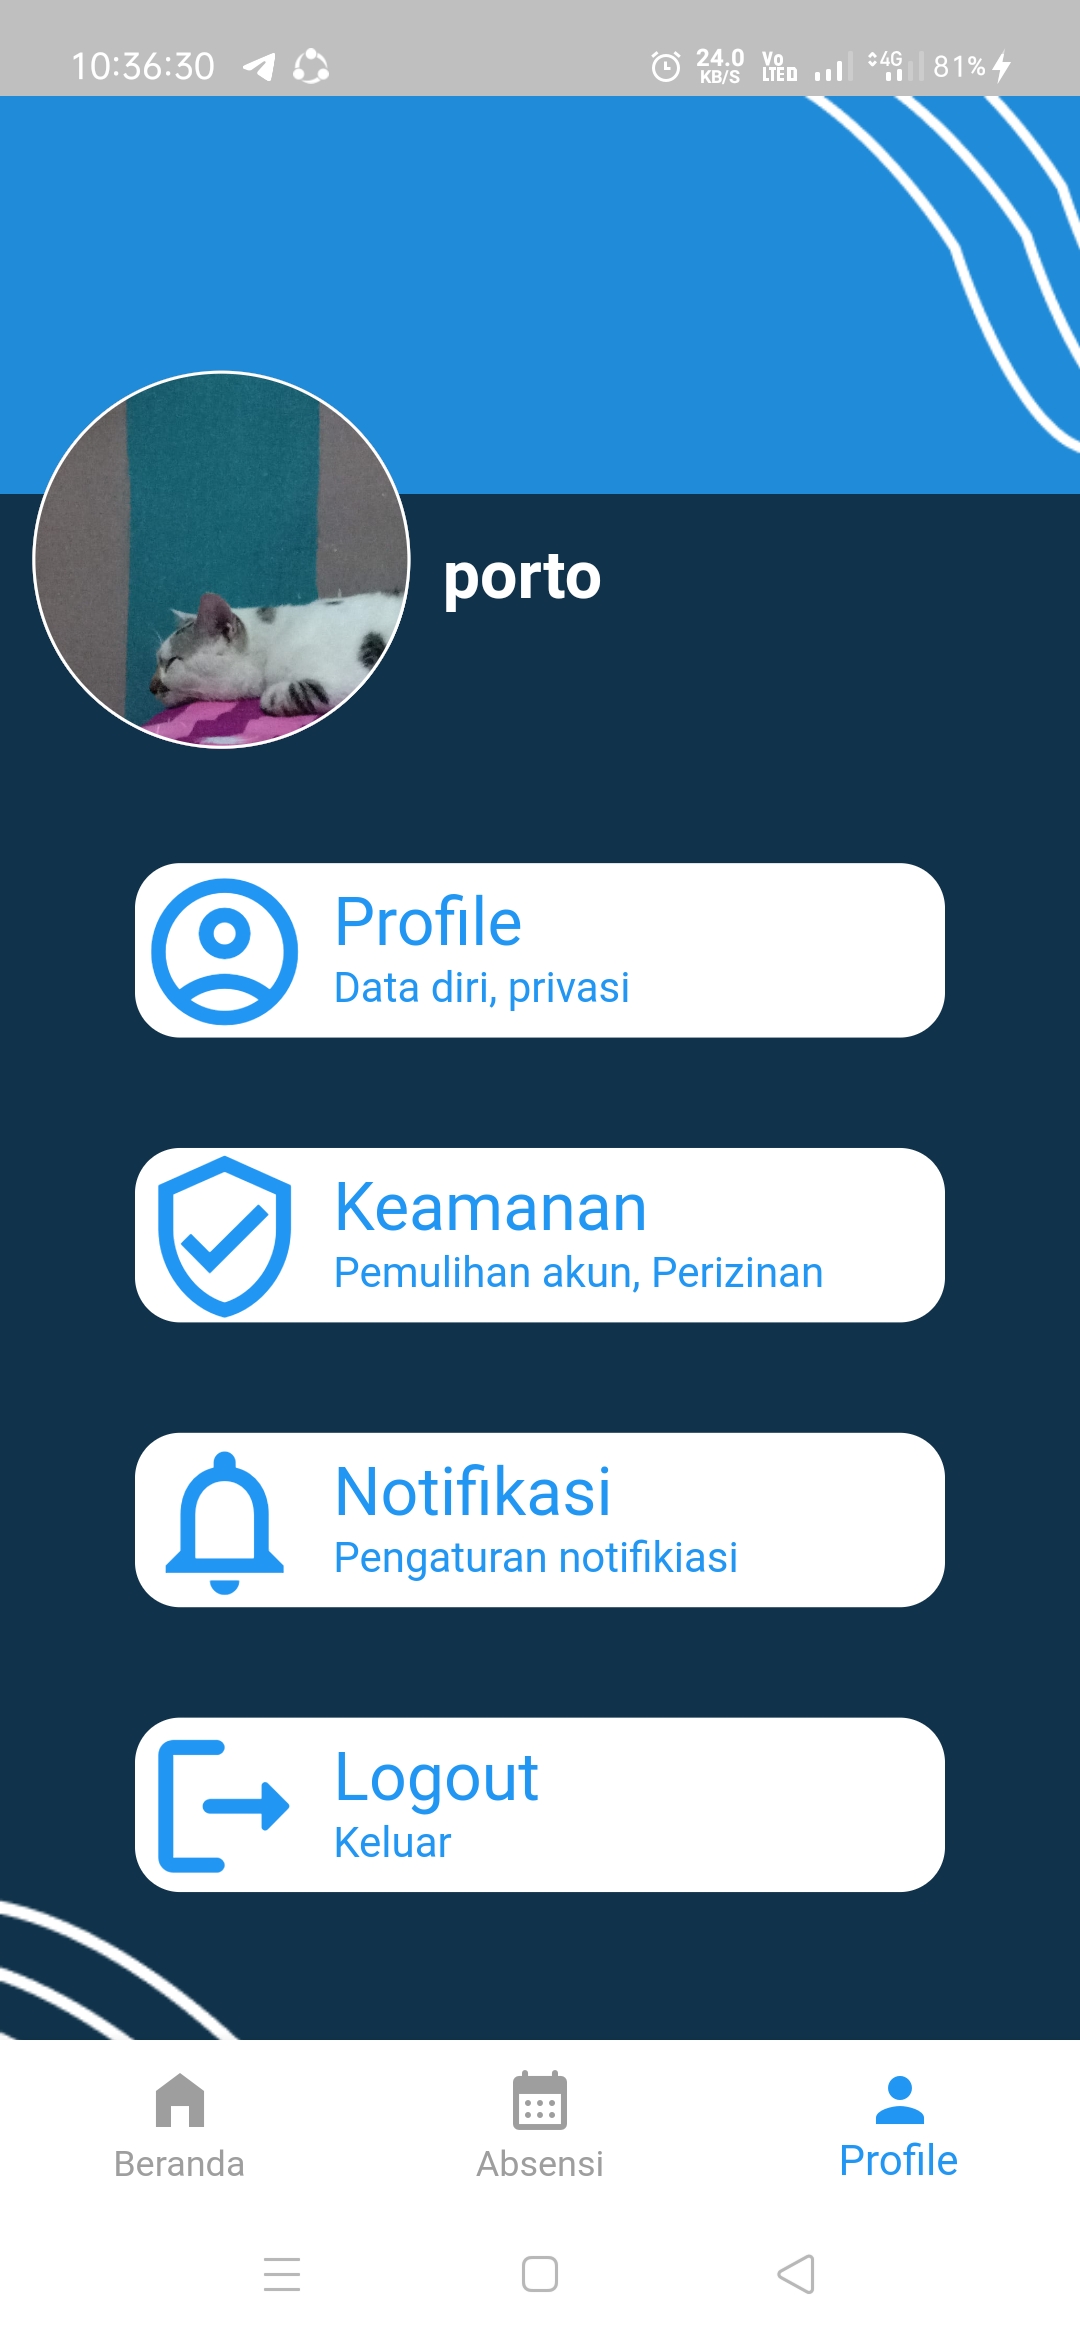 10:36:30 24.0 KB/S Vo LTE D 4G 81%
porto
Profile
Data diri, privasi
Keamanan
Pemulihan akun, Perizinan
Notifikasi
Pengaturan notifikiasi
Logout
Keluar
Beranda Absensi Profile